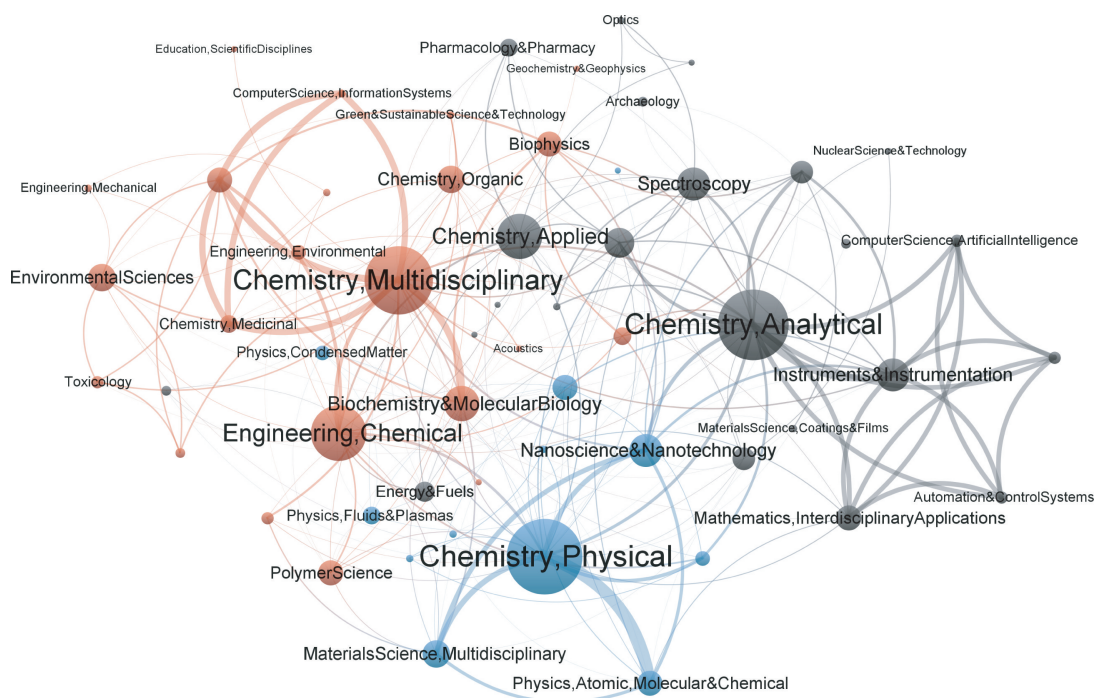 Optics
Pharmacology&Pharmacy
Education,ScientificDisciplines
Geochemistry&Geophysics
ComputerScience,InformationSystems
Archaeology
Green&SustainableScience&Technology
Biophysics
NuclearScience&Technology
Chemistry,Organic
Spectroscopy
Engineering,Mechanical
Chemistry,Applied
ComputerScience,ArtificialIntelligence
Engineering,Environmental
EnvironmentalSciences
Chemistry,Multidisciplinary
Chemistry,Medicinal
Chemistry,Analytical
Physics,CondensedMatter
Acoustics
Toxicology
Instruments&Instrumentation
Biochemistry&MolecularBiology
MaterialsScience,Coatings&Films
Engineering,Chemical
Nanoscience&Nanotechnology
Energy&Fuels
Automation&ControlSystems
Physics,Fluids&Plasmas
Mathematics,InterdisciplinaryApplications
Chemistry,Physical
PolymerScience
MaterialsScience,Multidisciplinary
Physics,Atomic,Molecular&Chemical